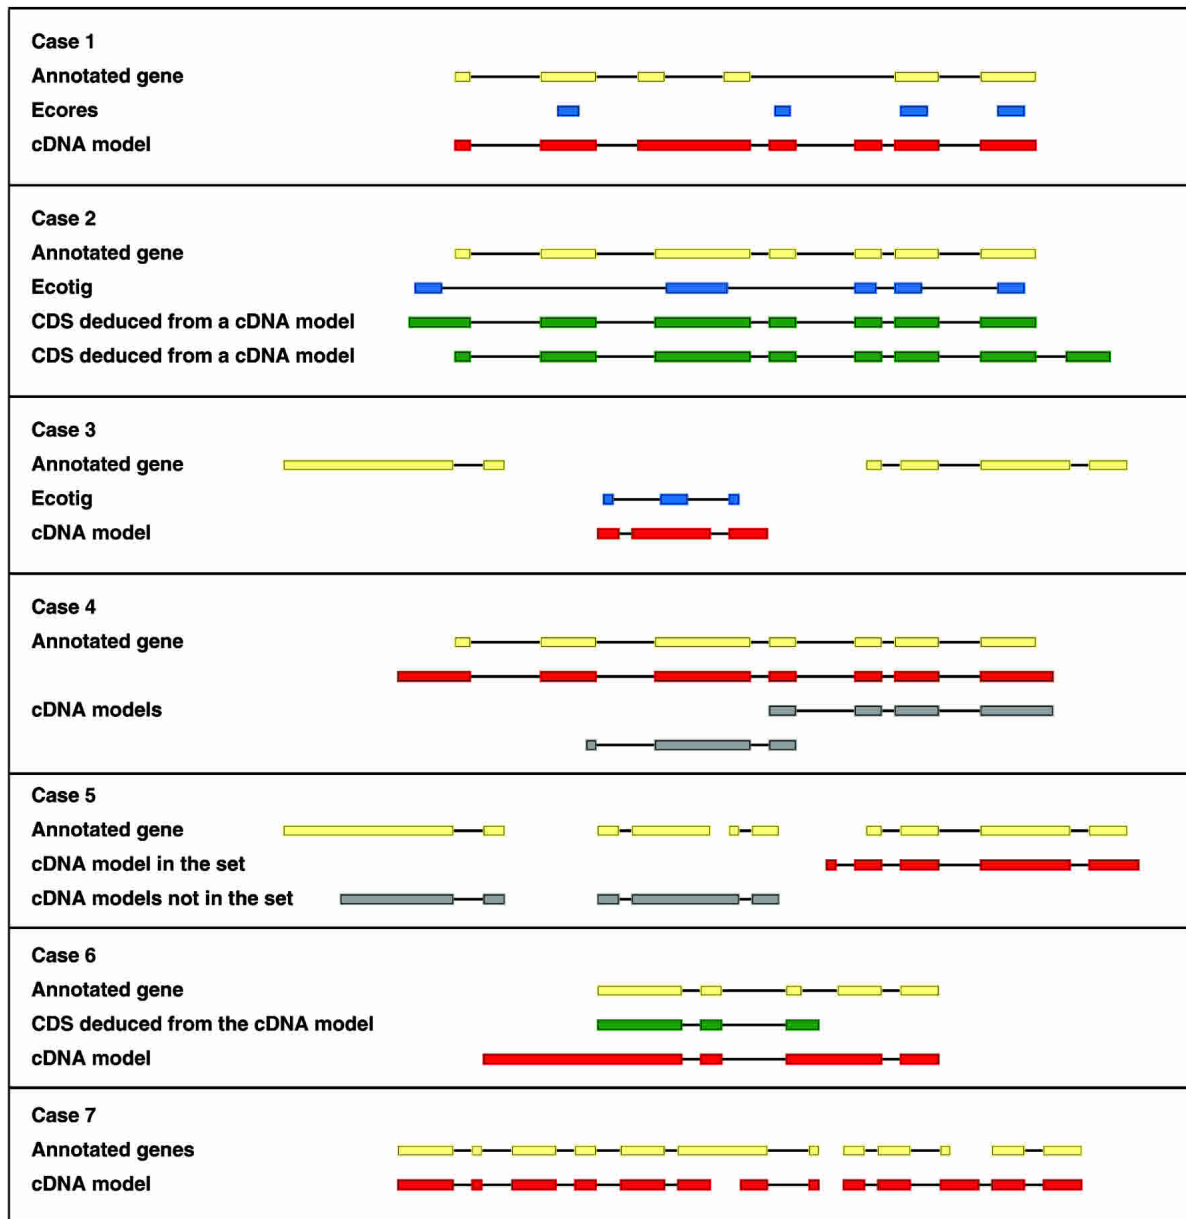 Case 1
Annotated gene
Ecores
cDNA model
Case 2
Annotated gene
Ecotig
CDS deduced from a cDNA model
CDS deduced from a cDNA model
Case 3
Annotated gene
Ecotig
cDNA model
Case 4
Annotated gene
cDNA models
Case 5
Annotated gene
cDNA model in the set
cDNA models not in the set
Case 6
Annotated gene
CDS deduced from the cDNA model
cDNA model
Case 7
Annotated genes
cDNA model